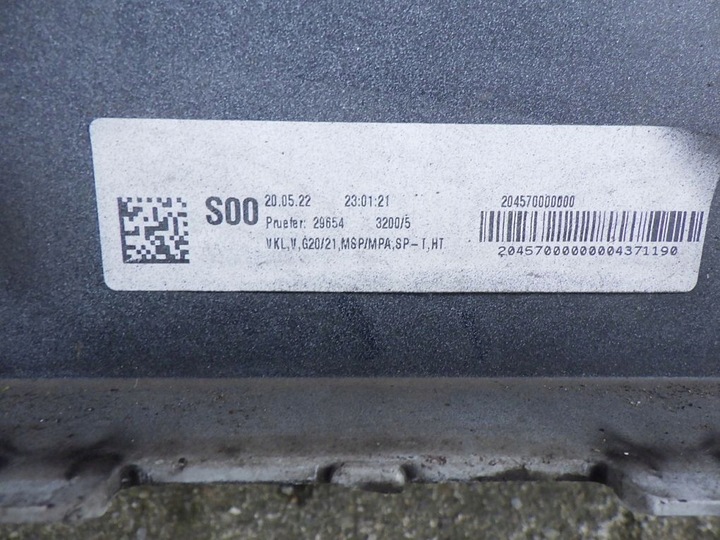 S00
20.05.22 23:01:21
Pruefer: 29654 3200/5
VKL,V,G20/21,MSP/MPA,SP-T,HT
204570000000
20457000000004371190